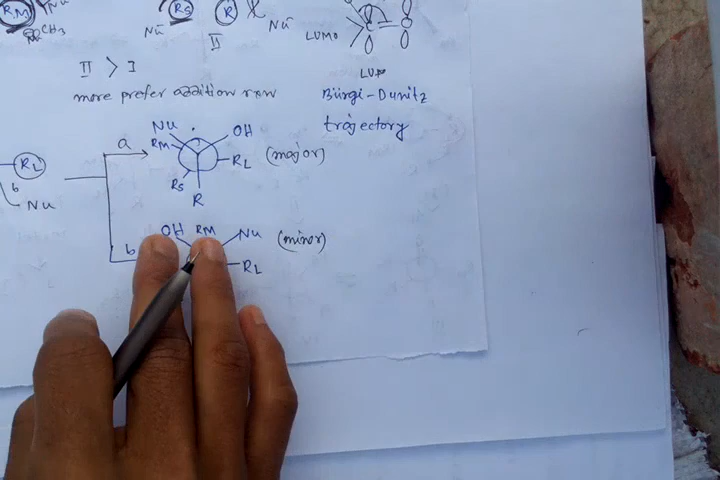 RM Nu
CH3
Nu RS R Nu
II
LUMO
II > I
more prefer addition rxn
Bürgi-Dunitz
trajectory
RL
b
Nu
a
Nu OH
RM RL (major)
RS
R
b
OH RM Nu (minor)
RL